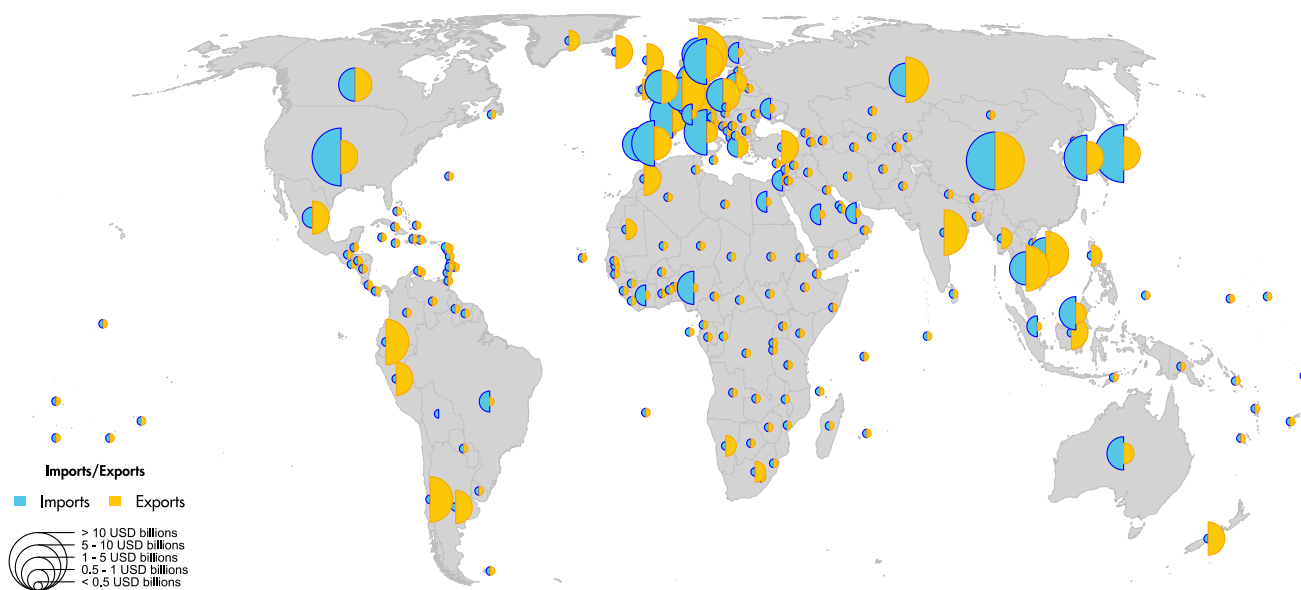 Imports/Exports
Imports Exports
> 10 USD billions
5 - 10 USD billions
1 - 5 USD billions
0.5 - 1 USD billions
< 0.5 USD billions